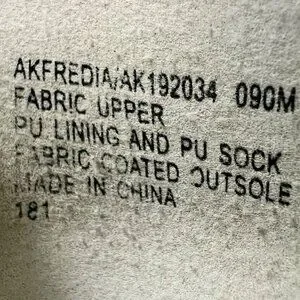 AKFREDIA/AK192034 090M
FABRIC UPPER
PU LINING AND PU SOCK
FABRIC COATED OUTSOLE
MADE IN CHINA
181